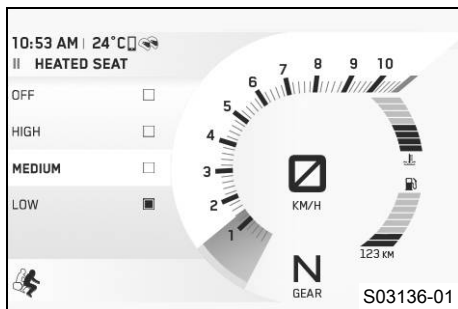 10:53 AM | 24°C
HEATED SEAT
OFF
HIGH
MEDIUM
LOW
1
2
3
4
5
6
7
8
9
10
0
KM/H
N
GEAR
123 KM
S03136-01